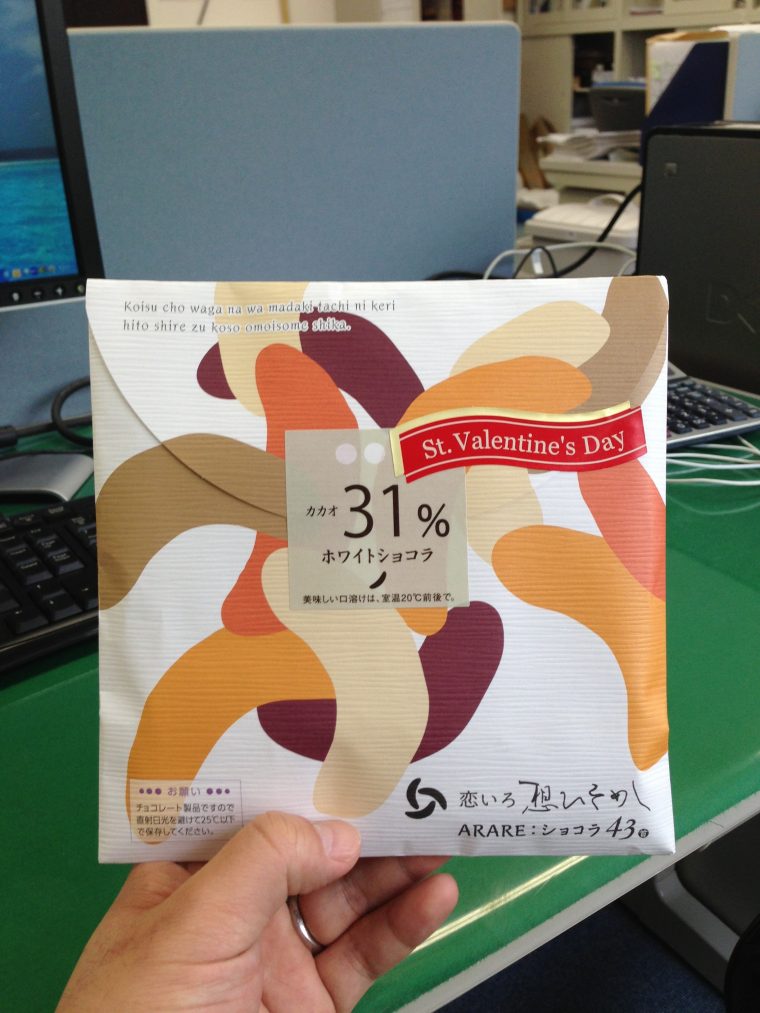 Koisu cho waga na wa madaki tachi ni keri
hito shire zu koso omoisome shika.
St. Valentine's Day
カカオ 31%
ホワイトショコラ
美味しい口溶けは、室温20℃前後で。
お願い
チョコレート製品ですので
直射日光を避けて25℃以下
で保存してください。
恋いろ 想ひそめし
ARARE:ショコラ 43